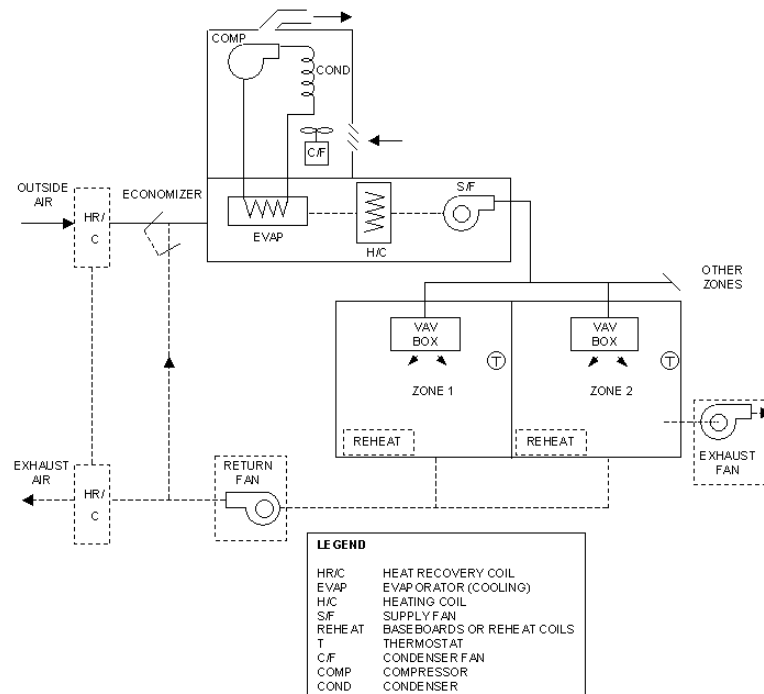 COMP
COND
C/F
OUTSIDE
AIR
ECONOMIZER
HR/
C
EVAP
H/C
S/F
OTHER
ZONES
VAV
BOX
VAV
BOX
T
T
ZONE 1
ZONE 2
REHEAT
REHEAT
EXHAUST
FAN
EXHAUST
AIR
HR/
C
RETURN
FAN
LEGEND
HR/C HEAT RECOVERY COIL
EVAP EVAPORATOR (COOLING)
H/C HEATING COIL
S/F SUPPLY FAN
REHEAT BASEBOARDS OR REHEAT COILS
T THERMOSTAT
C/F CONDENSER FAN
COMP COMPRESSOR
COND CONDENSER